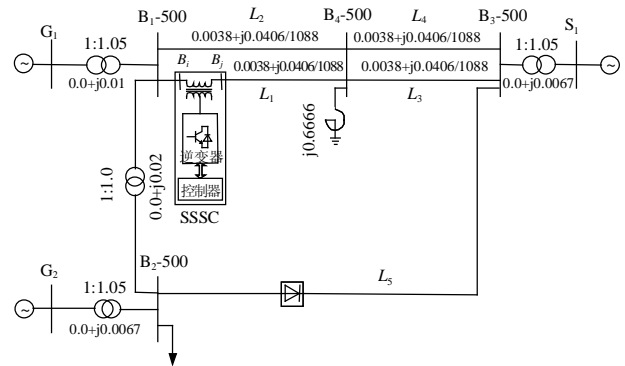 B₁-500
L₂
B₄-500
L₄
B₃-500
S₁
G₁
1:1.05
0.0038+j0.0406/1088
0.0038+j0.0406/1088
1:1.05
Bᵢ
Bⱼ
0.0038+j0.0406/1088
0.0038+j0.0406/1088
0.0+j0.01
0.0+j0.0067
L₁
L₃
j0.6666
逆变器
1:1.0
0.0+j0.02
控制器
SSSC
B₂-500
G₂
1:1.05
L₅
0.0+j0.0067